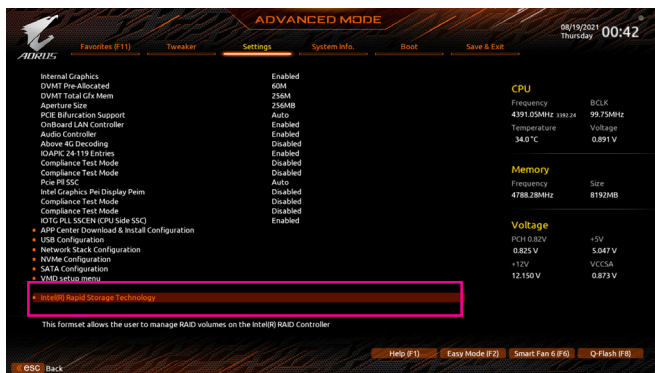 ADVANCED MODE
08/19/2021
Thursday
00:42
AORUS
Favorites (F11)
Tweaker
Settings
System Info.
Boot
Save & Exit
Internal Graphics Enabled
DVMT Pre-Allocated 60M
DVMT Total Gfx Mem 256M
Aperture Size 256MB
PCIE Bifurcation Support Auto
OnBoard LAN Controller Enabled
Audio Controller Enabled
Above 4G Decoding Disabled
IOAPIC 24-119 Entries Enabled
Compliance Test Mode Disabled
Compliance Test Mode Disabled
Pcie Pll SSC Auto
Intel Graphics Pei Display Peim Disabled
Compliance Test Mode Disabled
Compliance Test Mode Disabled
IOTG PLL SSCEN (CPU Side SSC) Enabled
APP Center Download & Install Configuration
USB Configuration
Network Stack Configuration
NVMe Configuration
SATA Configuration
VMD setup menu
Intel(R) Rapid Storage Technology
This formset allows the user to manage RAID volumes on the Intel(R) RAID Controller
CPU
Frequency BCLK
4391.05MHz 3392.24 99.75MHz
Temperature Voltage
34.0 °C 0.891 V
Memory
Frequency Size
4788.28MHz 8192MB
Voltage
PCH 0.82V +5V
0.825 V 5.047 V
+12V VCCSA
12.150 V 0.873 V
Help (F1)
Easy Mode (F2)
Smart Fan 6 (F6)
Q-Flash (F8)
esc Back